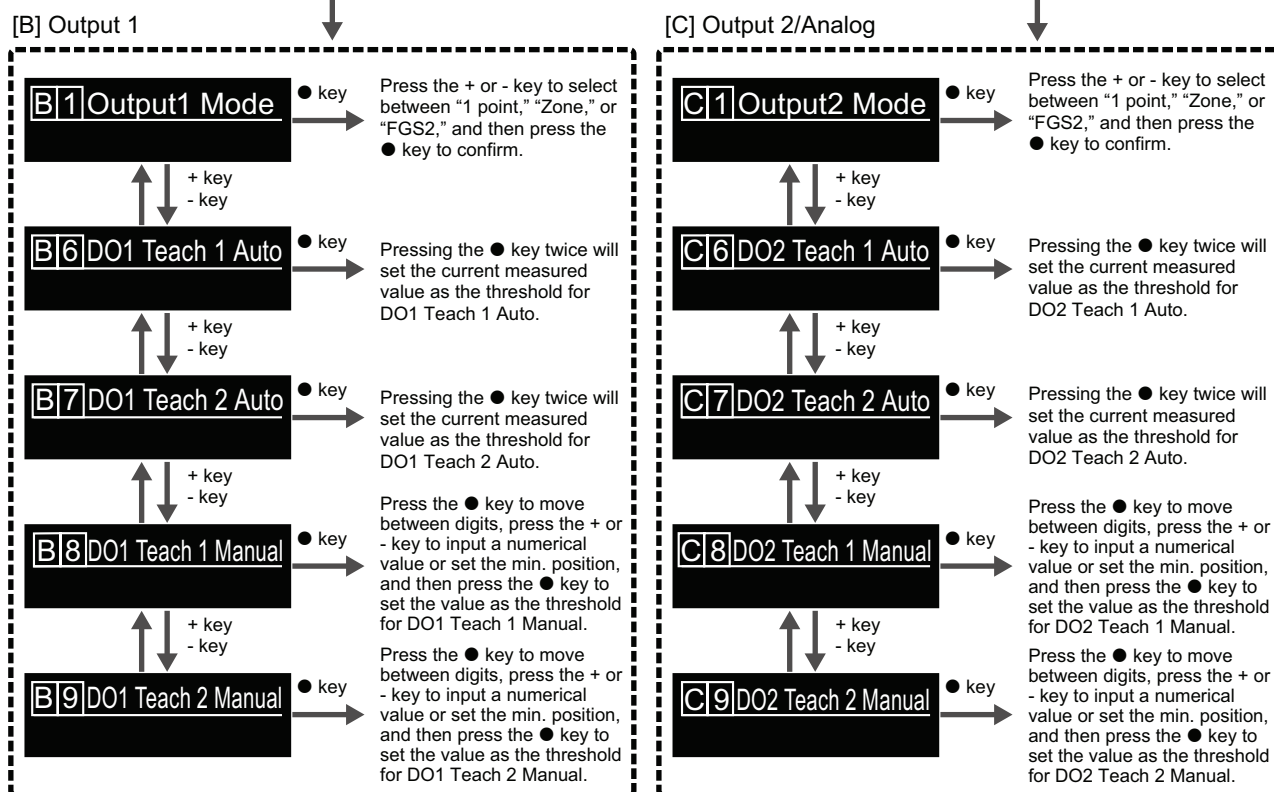 [B] Output 1
B 1 Output1 Mode
● key
Press the + or - key to select
between “1 point,” “Zone,” or
“FGS2,” and then press the
● key to confirm.
+ key
- key
B 6 DO1 Teach 1 Auto
● key
Pressing the ● key twice will
set the current measured
value as the threshold for
DO1 Teach 1 Auto.
+ key
- key
B 7 DO1 Teach 2 Auto
● key
Pressing the ● key twice will
set the current measured
value as the threshold for
DO1 Teach 2 Auto.
+ key
- key
B 8 DO1 Teach 1 Manual
● key
Press the ● key to move
between digits, press the + or
- key to input a numerical
value or set the min. position,
and then press the ● key to
set the value as the threshold
for DO1 Teach 1 Manual.
+ key
- key
B 9 DO1 Teach 2 Manual
● key
Press the ● key to move
between digits, press the + or
- key to input a numerical
value or set the min. position,
and then press the ● key to
set the value as the threshold
for DO1 Teach 2 Manual.
[C] Output 2/Analog
C 1 Output2 Mode
● key
Press the + or - key to select
between “1 point,” “Zone,” or
“FGS2,” and then press the
● key to confirm.
+ key
- key
C 6 DO2 Teach 1 Auto
● key
Pressing the ● key twice will
set the current measured
value as the threshold for
DO2 Teach 1 Auto.
+ key
- key
C 7 DO2 Teach 2 Auto
● key
Pressing the ● key twice will
set the current measured
value as the threshold for
DO2 Teach 2 Auto.
+ key
- key
C 8 DO2 Teach 1 Manual
● key
Press the ● key to move
between digits, press the + or
- key to input a numerical
value or set the min. position,
and then press the ● key to
set the value as the threshold
for DO2 Teach 1 Manual.
+ key
- key
C 9 DO2 Teach 2 Manual
● key
Press the ● key to move
between digits, press the + or
- key to input a numerical
value or set the min. position,
and then press the ● key to
set the value as the threshold
for DO2 Teach 2 Manual.